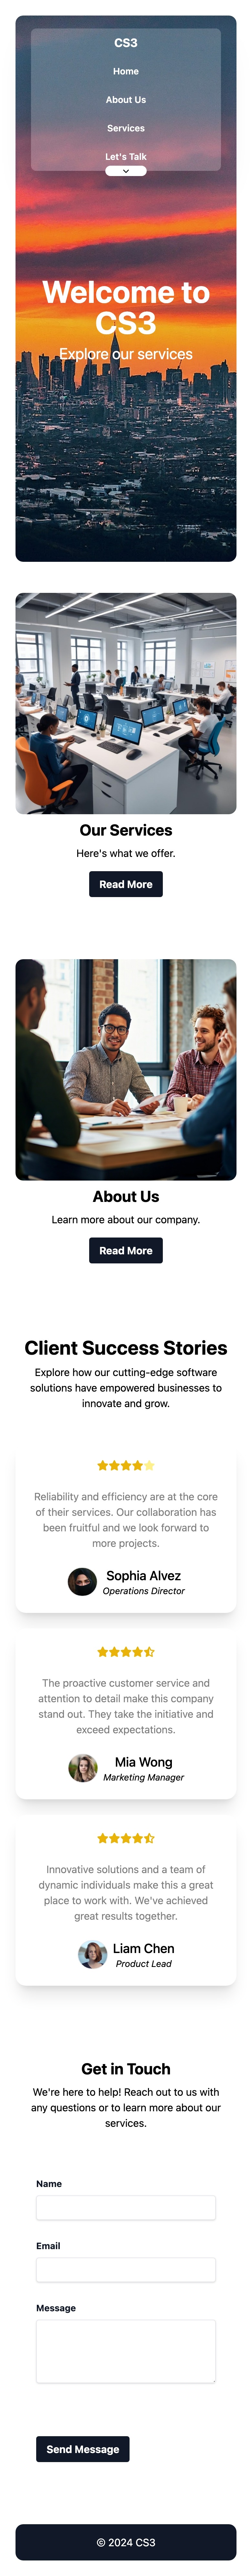 CS3
Home
About Us
Services
Let's Talk
Welcome to
CS3
Explore our services
Our Services
Here's what we offer.
Read More
About Us
Learn more about our company.
Read More
Client Success Stories
Explore how our cutting-edge software
solutions have empowered businesses to
innovate and grow.
Reliability and efficiency are at the core
of their services. Our collaboration has
been fruitful and we look forward to
more projects.
Sophia Alvez
Operations Director
The proactive customer service and
attention to detail make this company
stand out. They take the initiative and
exceed expectations.
Mia Wong
Marketing Manager
Innovative solutions and a team of
dynamic individuals make this a great
place to work with. We've achieved
great results together.
Liam Chen
Product Lead
Get in Touch
We're here to help! Reach out to us with
any questions or to learn more about our
services.
Name
Email
Message
Send Message
© 2024 CS3